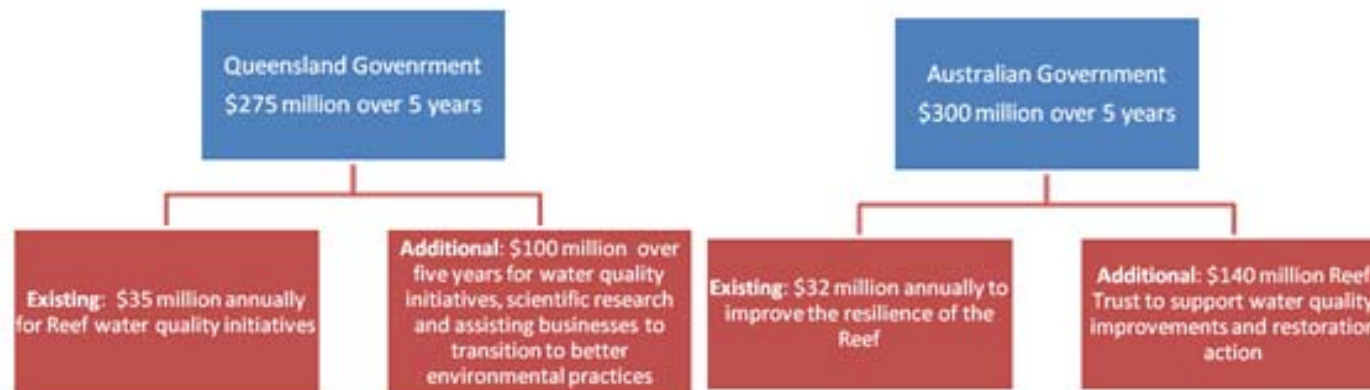 Queensland Govenrment
$275 million over 5 years
Existing: $35 million annually
for Reef water quality initiatives
Additional: $100 million over
five years for water quality
initiatives, scientific research
and assisting businesses to
transition to better
environmental practices
Australian Government
$300 million over 5 years
Existing: $32 million annually to
improve the resilience of the
Reef
Additional: $140 million Reef
Trust to support water quality
improvements and restoration
action